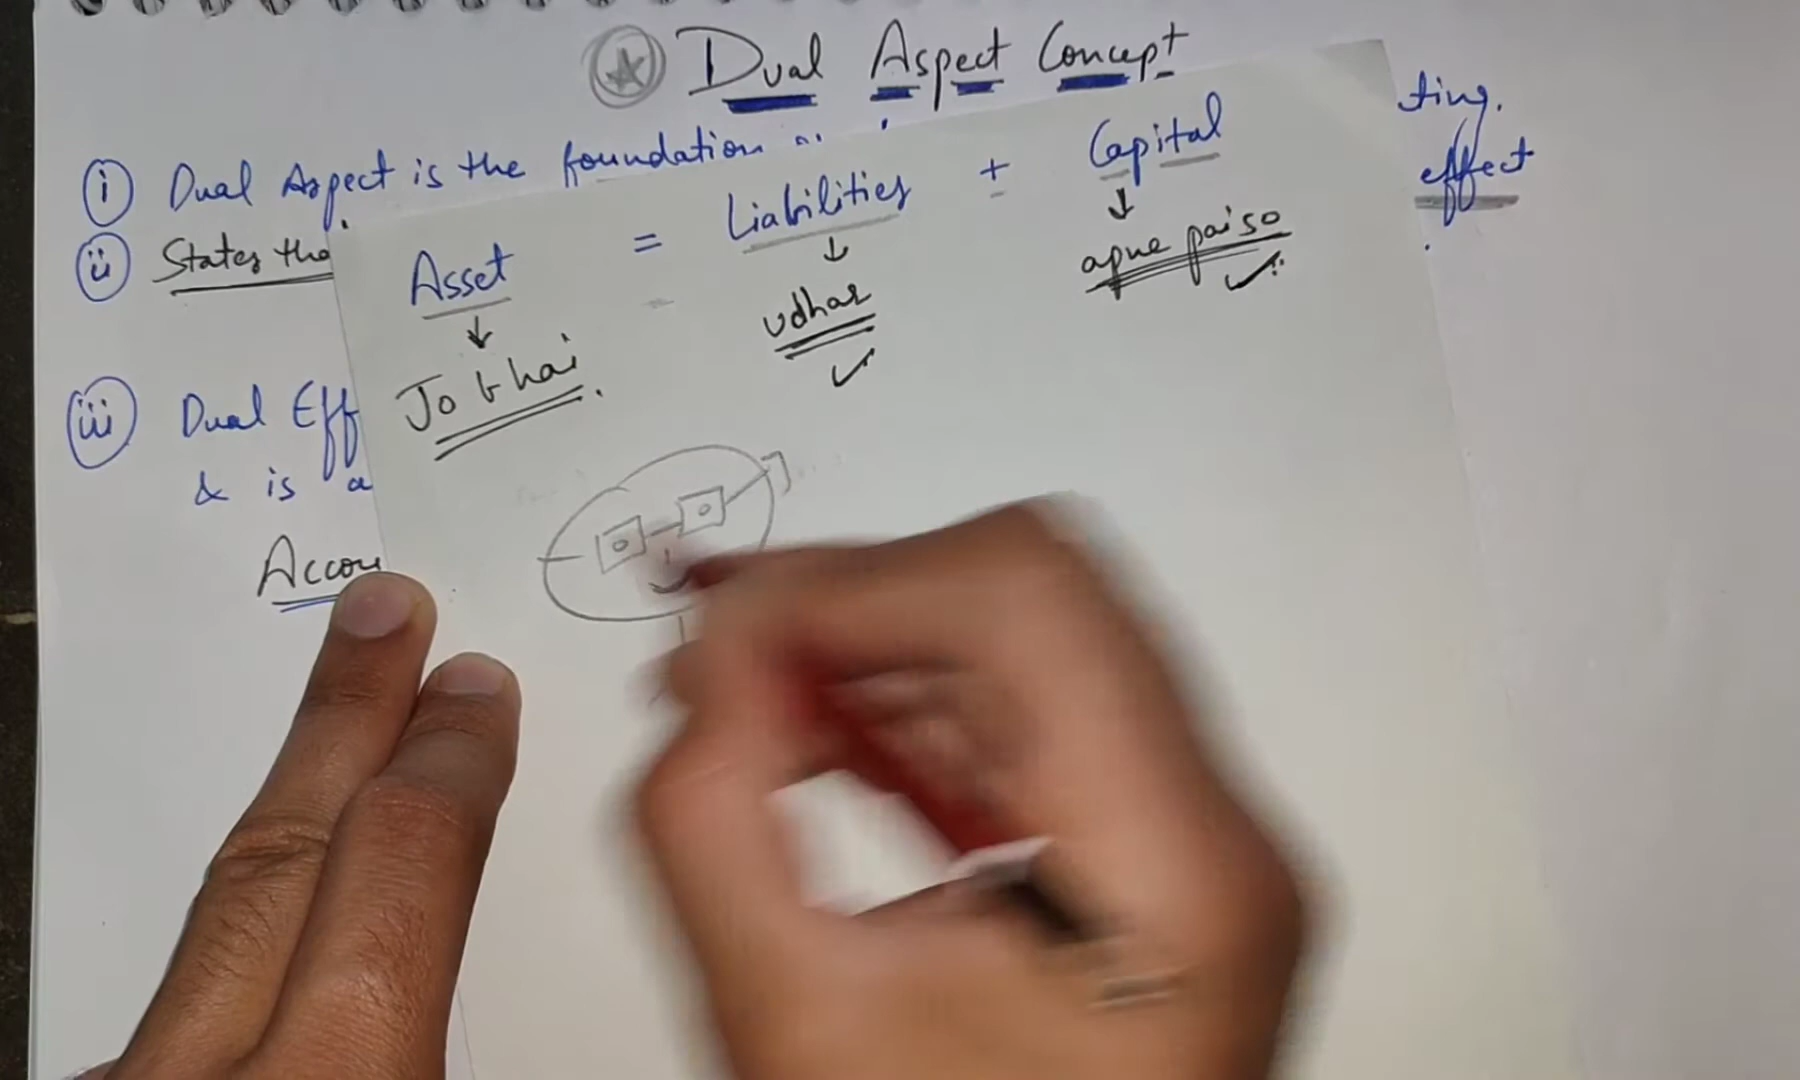 Dual Aspect Concept
(i) Dual Aspect is the foundation ting.
effect
(ii) States tha
Asset = Liabilities + Capital
Jo b hai
udhar
apne paiso
(iii) Dual Eff
& is a
Accou